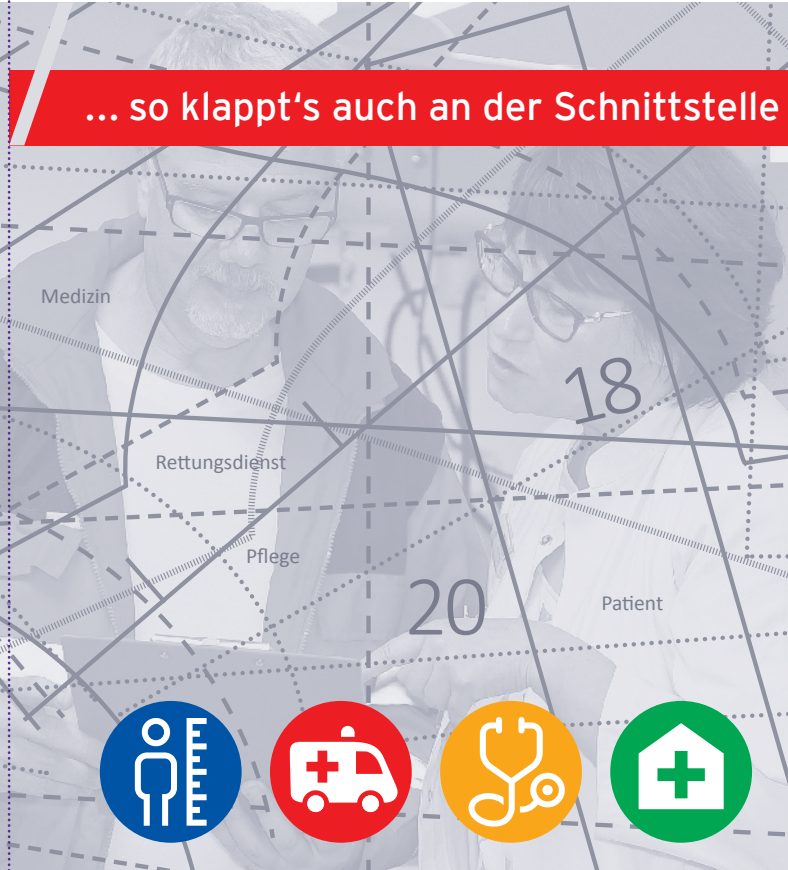 ... so klappt‘s auch an der Schnittstelle
Medizin
18
Rettungsdienst
Pflege
20
Patient